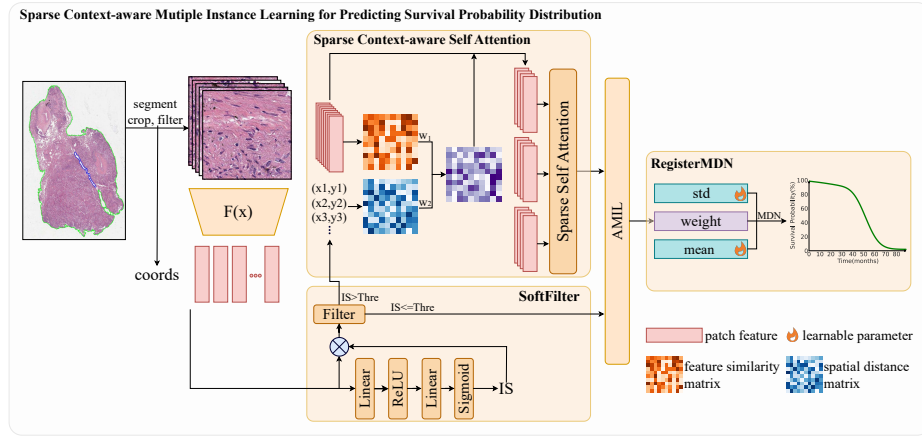 Sparse Context-aware Mutiple Instance Learning for Predicting Survival Probability Distribution
Sparse Context-aware Self Attention
segment
crop, filter
F(x)
coords
(x1,y1)
(x2,y2)
(x3,y3)
W1
W2
Sparse Self Attention
AMIL
RegisterMDN
std
weight
mean
MDN
Survival Probability(%)
100
80
60
40
20
0
0 10 20 30 40 50 60 70 80
Time(months)
SoftFilter
IS>Thre
IS<=Thre
Filter
Linear
ReLU
Linear
Sigmoid
IS
patch feature
learnable parameter
feature similarity
matrix
spatial distance
matrix